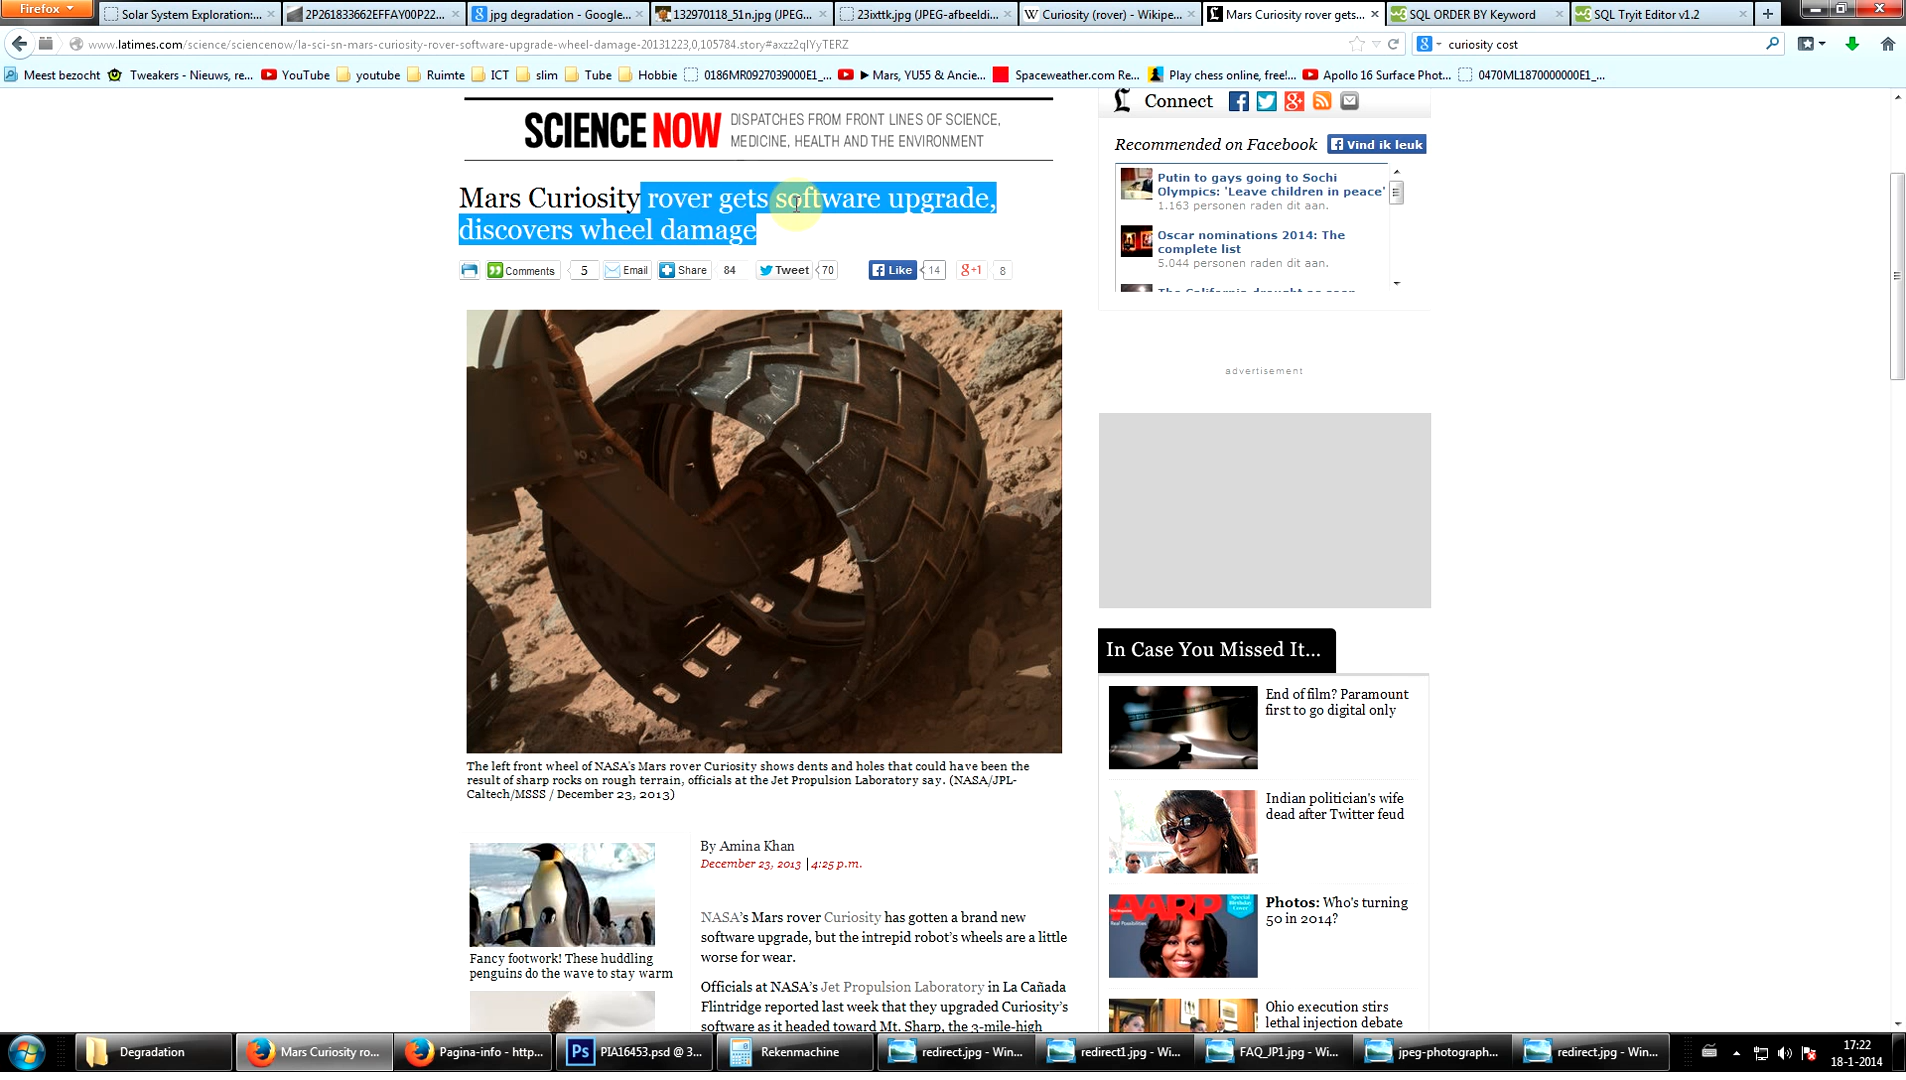 Firefox
Solar System Exploration:...
2P261833662EFFAY00P22...
jpg degradation - Google...
132970118_51n.jpg (JPEG...
23ixttk.jpg (JPEG-afbeeldi...
Curiosity (rover) - Wikipe...
Mars Curiosity rover gets...
SQL ORDER BY Keyword
SQL Tryit Editor v1.2
www.latimes.com/science/sciencenow/la-sci-sn-mars-curiosity-rover-software-upgrade-wheel-damage-20131223,0,105784.story#axzz2qIYyTERZ
curiosity cost
Meest bezocht
Tweakers - Nieuws, re...
YouTube
youtube
Ruimte
ICT
slim
Tube
Hobbie
0186MR0927039000E1_...
▶ Mars, YU55 & Ancie...
Spaceweather.com Re...
Play chess online, free!...
Apollo 16 Surface Phot...
0470ML1870000000E1_...
SCIENCE NOW
DISPATCHES FROM FRONT LINES OF SCIENCE,
MEDICINE, HEALTH AND THE ENVIRONMENT
Mars Curiosity rover gets software upgrade,
discovers wheel damage
Comments 5 Email Share 84 Tweet 70 Like 14 +1 8
The left front wheel of NASA's Mars rover Curiosity shows dents and holes that could have been the
result of sharp rocks on rough terrain, officials at the Jet Propulsion Laboratory say. (NASA/JPL-
Caltech/MSSS / December 23, 2013)
Fancy footwork! These huddling
penguins do the wave to stay warm
By Amina Khan
December 23, 2013 | 4:25 p.m.
NASA's Mars rover Curiosity has gotten a brand new
software upgrade, but the intrepid robot's wheels are a little
worse for wear.
Officials at NASA's Jet Propulsion Laboratory in La Cañada
Flintridge reported last week that they upgraded Curiosity's
software as it headed toward Mt. Sharp, the 3-mile-high
Connect
Recommended on Facebook
Vind ik leuk
Putin to gays going to Sochi
Olympics: 'Leave children in peace'
1.163 personen raden dit aan.
Oscar nominations 2014: The
complete list
5.044 personen raden dit aan.
advertisement
In Case You Missed It...
End of film? Paramount
first to go digital only
Indian politician's wife
dead after Twitter feud
AARP
Photos: Who's turning
50 in 2014?
Ohio execution stirs
lethal injection debate
Degradation
Mars Curiosity ro...
Pagina-info - http...
Ps
PIA16453.psd @ 3...
Rekenmachine
redirect.jpg - Win...
redirect1.jpg - Wi...
FAQ_JP1.jpg - Wi...
jpeg-photograph...
redirect.jpg - Win...
17:22
18-1-2014